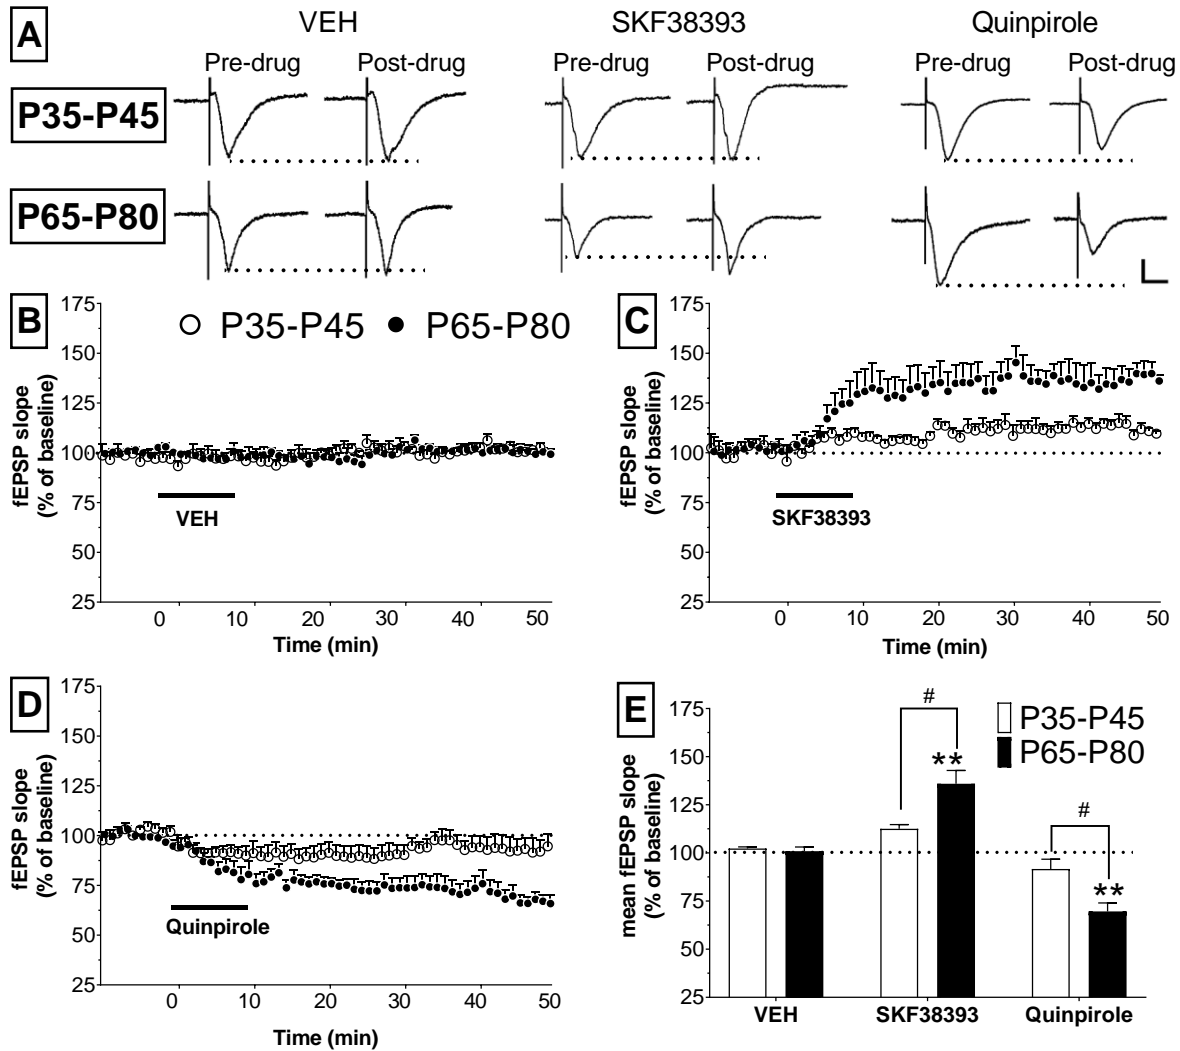 A
VEH
SKF38393
Quinpirole
Pre-drug Post-drug
Pre-drug Post-drug
Pre-drug Post-drug
P35-P45
P65-P80
B
P35-P45
P65-P80
fEPSP slope
(% of baseline)
175
150
125
100
75
50
25
VEH
0 10 20 30 40 50
Time (min)
C
fEPSP slope
(% of baseline)
175
150
125
100
75
50
25
SKF38393
0 10 20 30 40 50
Time (min)
D
fEPSP slope
(% of baseline)
175
150
125
100
75
50
25
Quinpirole
0 10 20 30 40 50
Time (min)
E
mean fEPSP slope
(% of baseline)
175
150
125
100
75
50
25
#
**
#
**
P35-P45
P65-P80
VEH SKF38393 Quinpirole